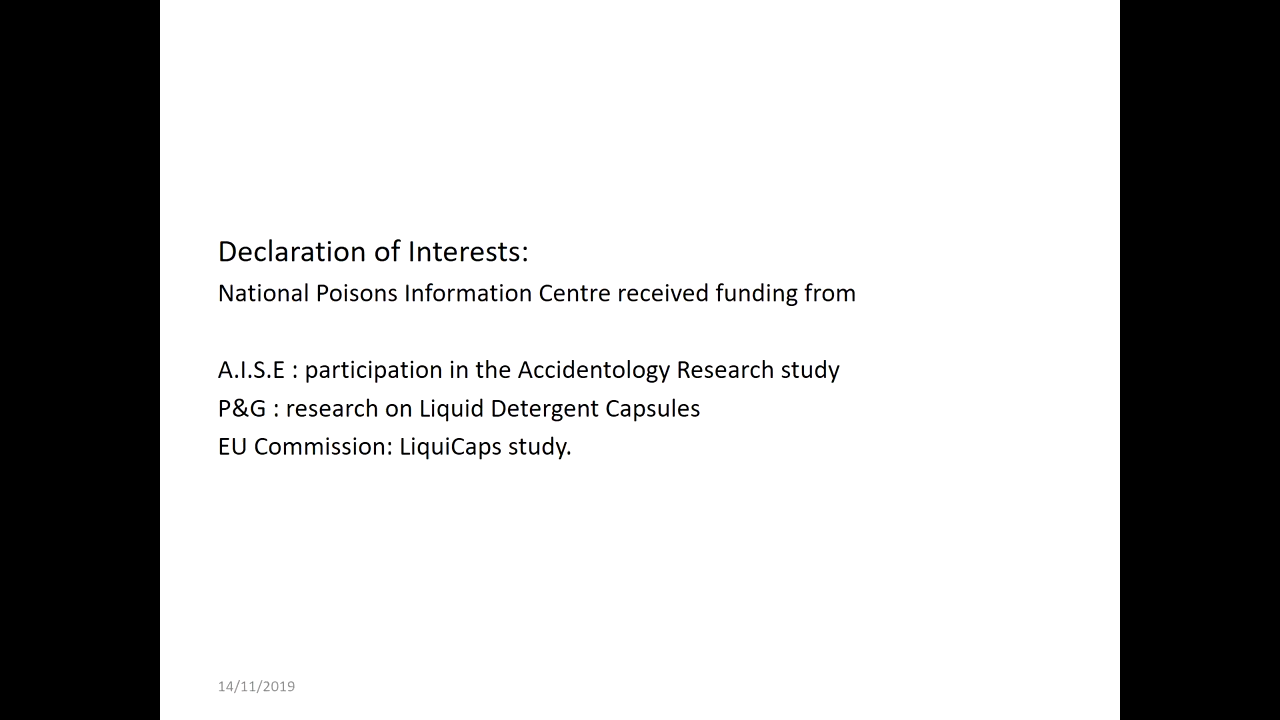 Declaration of Interests:
National Poisons Information Centre received funding from
A.I.S.E : participation in the Accidentology Research study
P&G : research on Liquid Detergent Capsules
EU Commission: LiquiCaps study.
14/11/2019